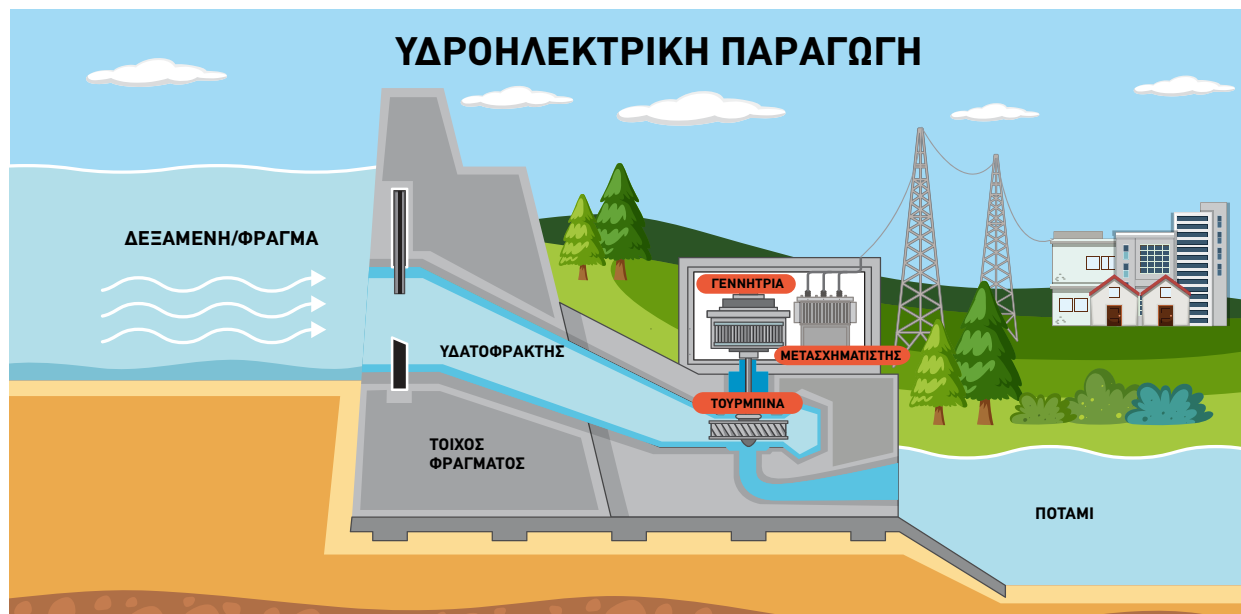 ΥΔΡΟΗΛΕΚΤΡΙΚΗ ΠΑΡΑΓΩΓΗ
ΔΕΞΑΜΕΝΗ/ΦΡΑΓΜΑ
ΓΕΝΝΗΤΡΙΑ
ΥΔΑΤΟΦΡΑΚΤΗΣ
ΜΕΤΑΣΧΗΜΑΤΙΣΤΗΣ
ΤΟΥΡΜΠΙΝΑ
ΤΟΙΧΟΣ
ΦΡΑΓΜΑΤΟΣ
ΠΟΤΑΜΙ